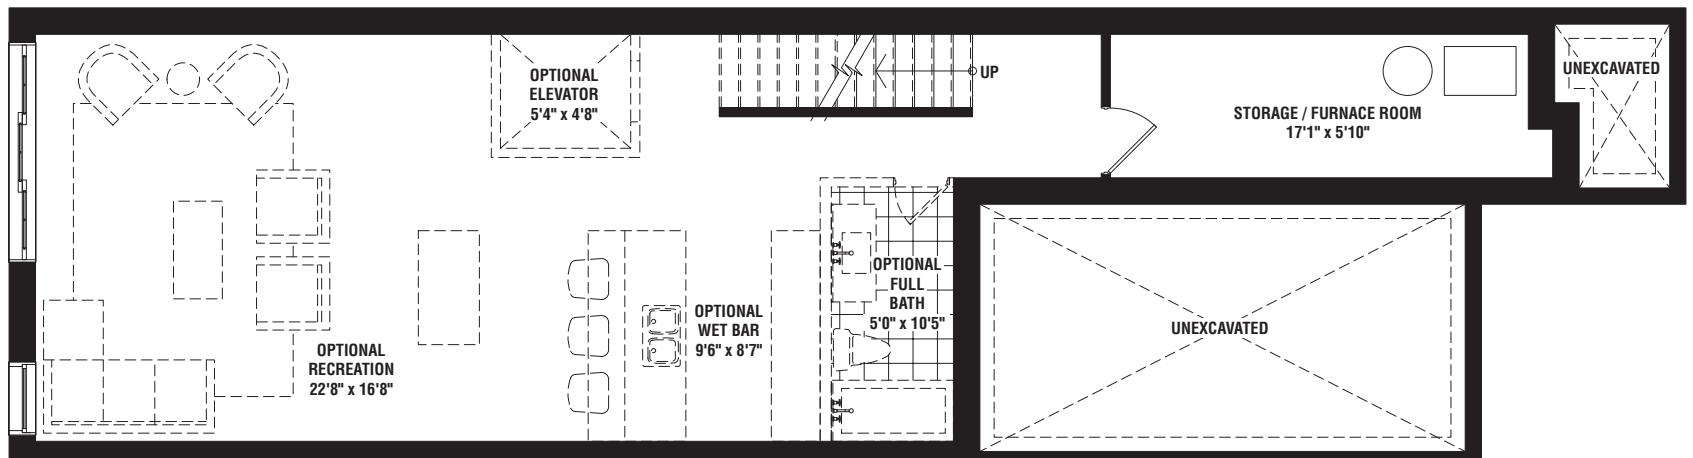 OPTIONAL
ELEVATOR
5'4" x 4'8"
UP
STORAGE / FURNACE ROOM
17'1" x 5'10"
UNEXCAVATED
OPTIONAL
RECREATION
22'8" x 16'8"
OPTIONAL
WET BAR
9'6" x 8'7"
OPTIONAL
FULL
BATH
5'0" x 10'5"
UNEXCAVATED